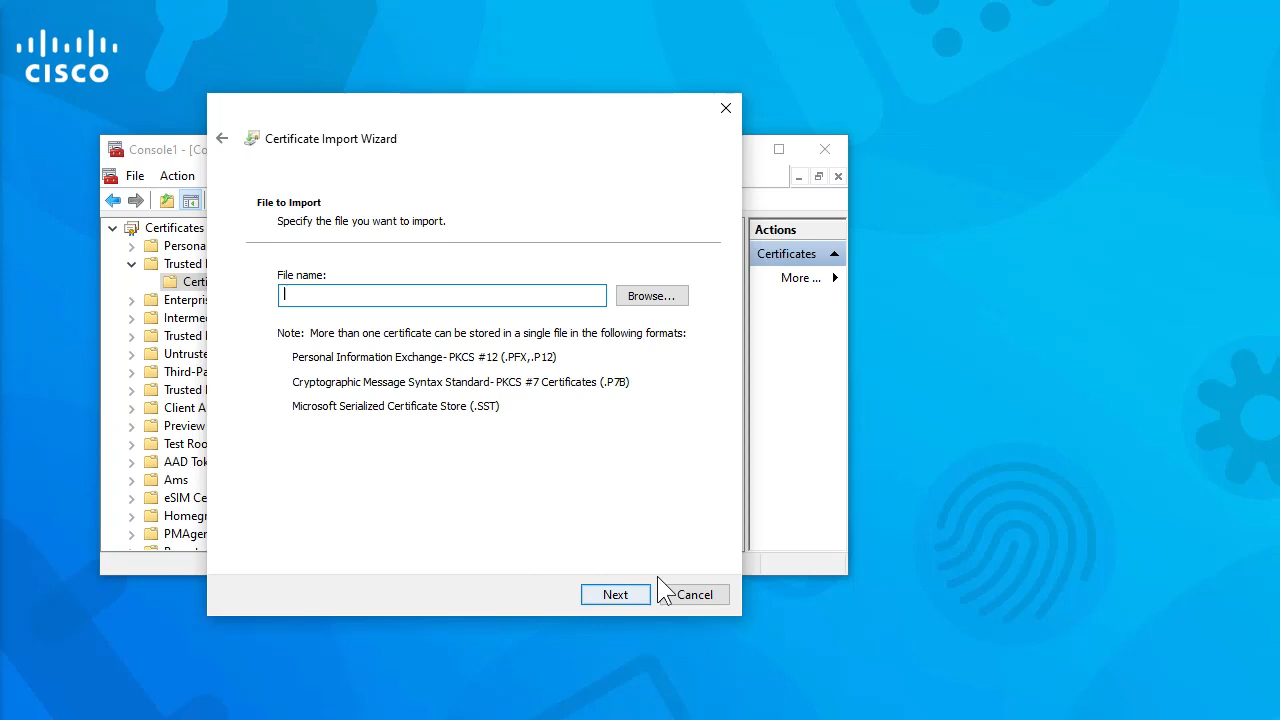 CISCO
Certificate Import Wizard
Console1 - [Co
File Action
File to Import
Specify the file you want to import.
Certificates
Persona
Trusted
Certi
Enterpris
Interme
Trusted
Untruste
Third-Pa
Trusted
Client A
Preview
Test Roo
AAD Tok
Ams
eSIM Ce
Homegr
PMAgen
File name:
Browse...
Note: More than one certificate can be stored in a single file in the following formats:
Personal Information Exchange- PKCS #12 (.PFX,.P12)
Cryptographic Message Syntax Standard- PKCS #7 Certificates (.P7B)
Microsoft Serialized Certificate Store (.SST)
Next Cancel
Actions
Certificates
More ...